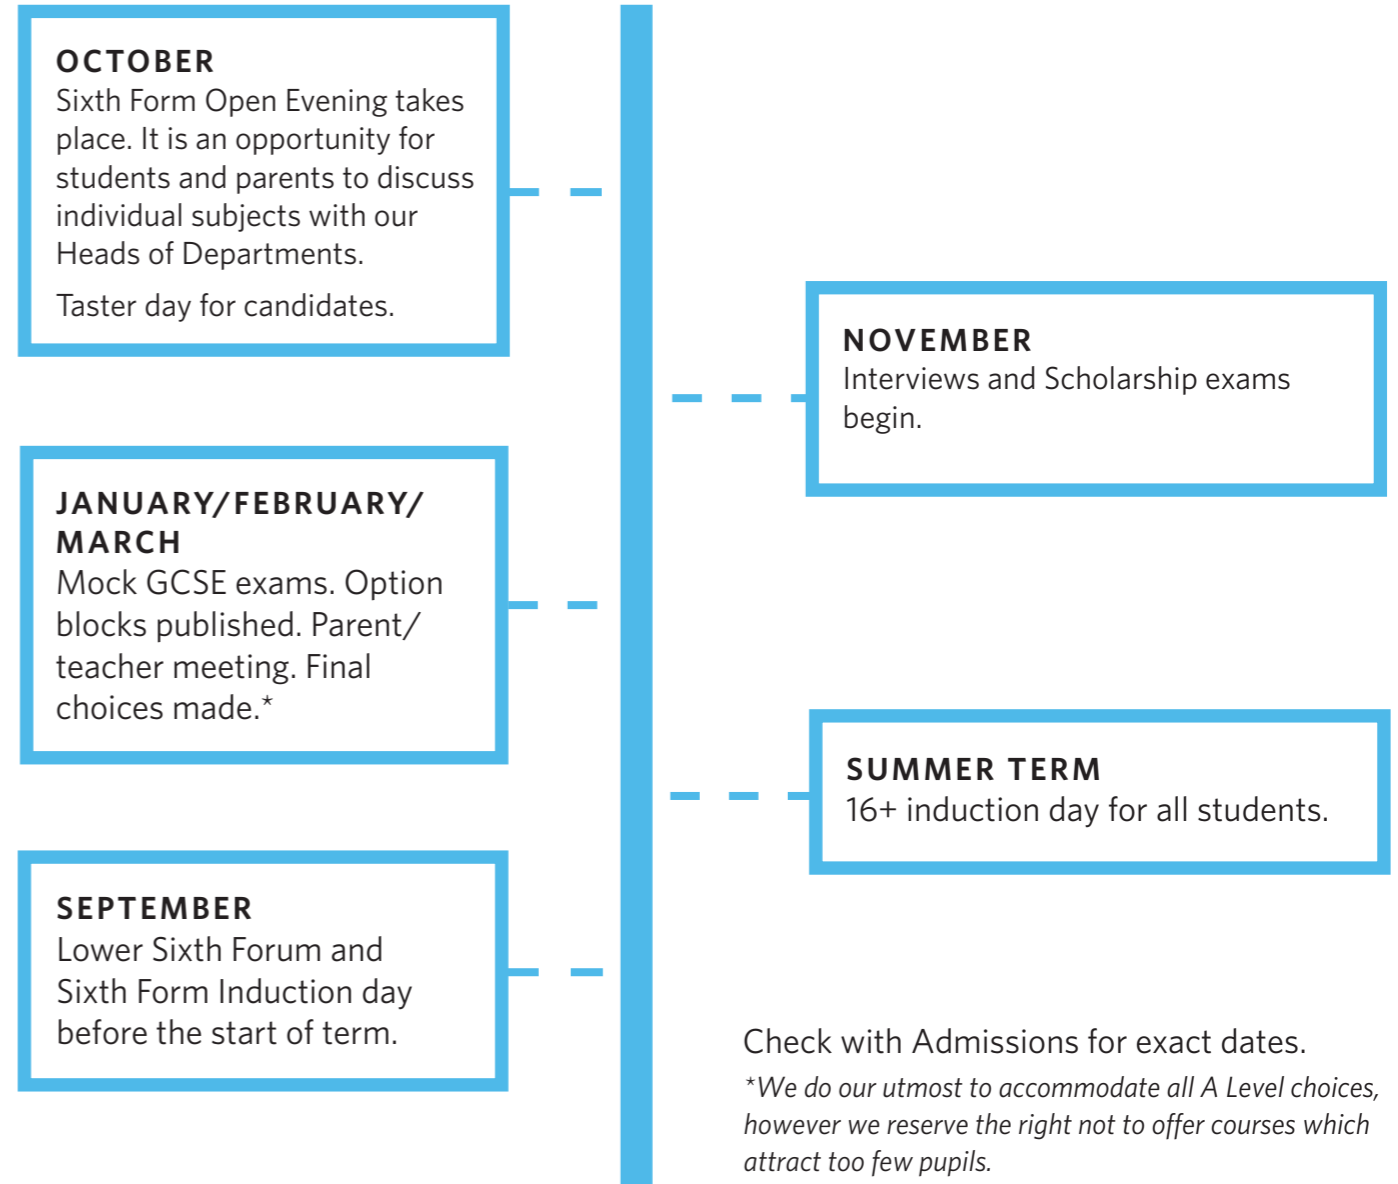 OCTOBER
Sixth Form Open Evening takes
place. It is an opportunity for
students and parents to discuss
individual subjects with our
Heads of Departments.
Taster day for candidates.
NOVEMBER
Interviews and Scholarship exams
begin.
JANUARY/FEBRUARY/
MARCH
Mock GCSE exams. Option
blocks published. Parent/
teacher meeting. Final
choices made.*
SUMMER TERM
16+ induction day for all students.
SEPTEMBER
Lower Sixth Forum and
Sixth Form Induction day
before the start of term.
Check with Admissions for exact dates.
*We do our utmost to accommodate all A Level choices,
however we reserve the right not to offer courses which
attract too few pupils.